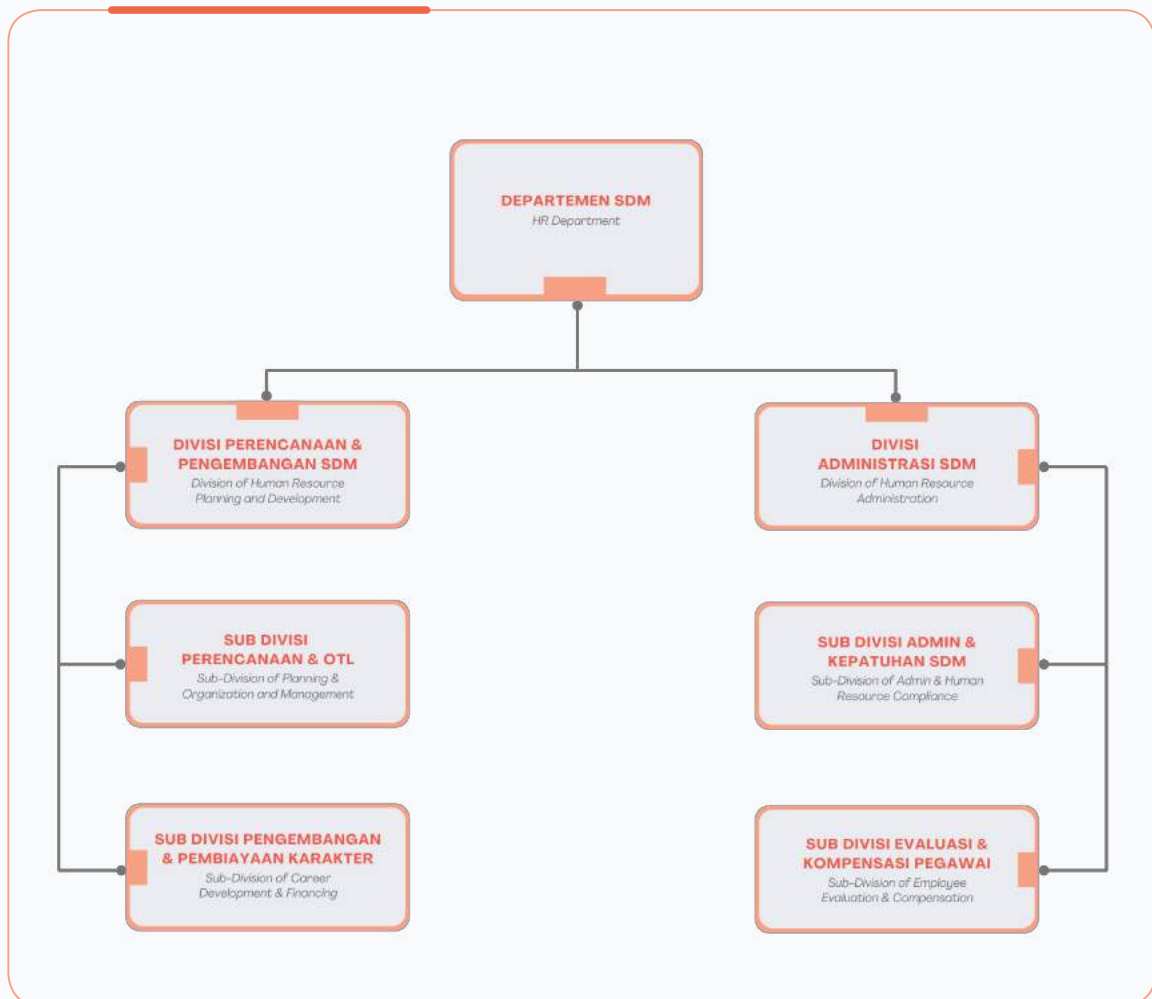 DEPARTEMEN SDM
HR Department
DIVISI PERENCANAAN &
PENGEMBANGAN SDM
Division of Human Resource
Planning and Development
DIVISI
ADMINISTRASI SDM
Division of Human Resource
Administration
SUB DIVISI
PERENCANAAN & OTL
Sub-Division of Planning &
Organization and Management
SUB DIVISI ADMIN &
KEPATUHAN SDM
Sub-Division of Admin & Human
Resource Compliance
SUB DIVISI PENGEMBANGAN
& PEMBIAYAAN KARAKTER
Sub-Division of Career
Development & Financing
SUB DIVISI EVALUASI &
KOMPENSASI PEGAWAI
Sub-Division of Employee
Evaluation & Compensation